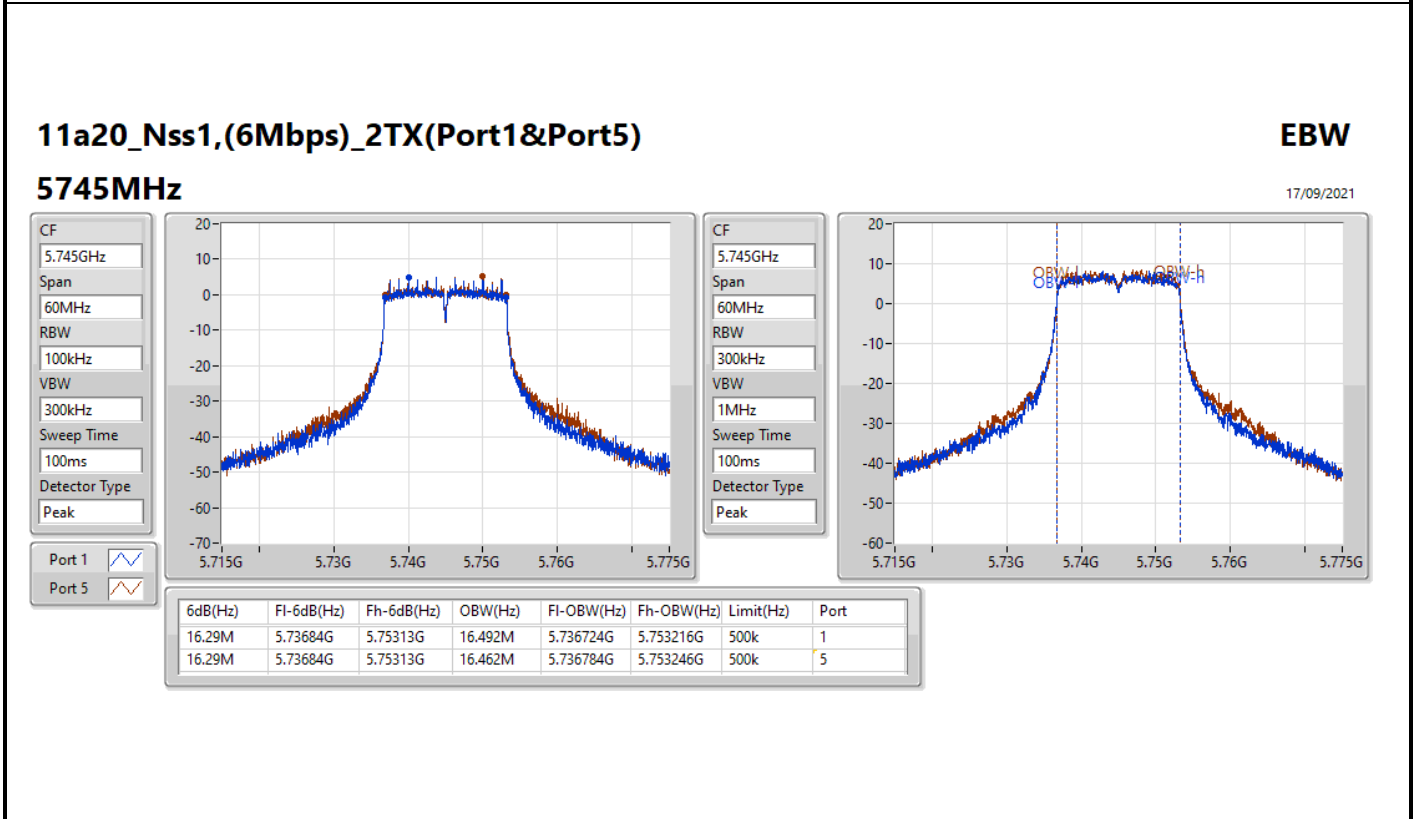 11a20_Nss1,(6Mbps)_2TX(Port1&Port5)
EBW
5745MHz
17/09/2021
CF
5.745GHz
Span
60MHz
RBW
100kHz
VBW
300kHz
Sweep Time
100ms
Detector Type
Peak
Port 1
Port 5
20
10
0
-10
-20
-30
-40
-50
-60
-70
5.715G 5.73G 5.74G 5.75G 5.76G 5.775G
CF
5.745GHz
Span
60MHz
RBW
300kHz
VBW
1MHz
Sweep Time
100ms
Detector Type
Peak
20
10
0
-10
-20
-30
-40
-50
-60
OBW-h
5.715G 5.73G 5.74G 5.75G 5.76G 5.775G
6dB(Hz) Fl-6dB(Hz) Fh-6dB(Hz) OBW(Hz) Fl-OBW(Hz) Fh-OBW(Hz) Limit(Hz) Port
16.29M 5.73684G 5.75313G 16.492M 5.736724G 5.753216G 500k 1
16.29M 5.73684G 5.75313G 16.462M 5.736784G 5.753246G 500k 5